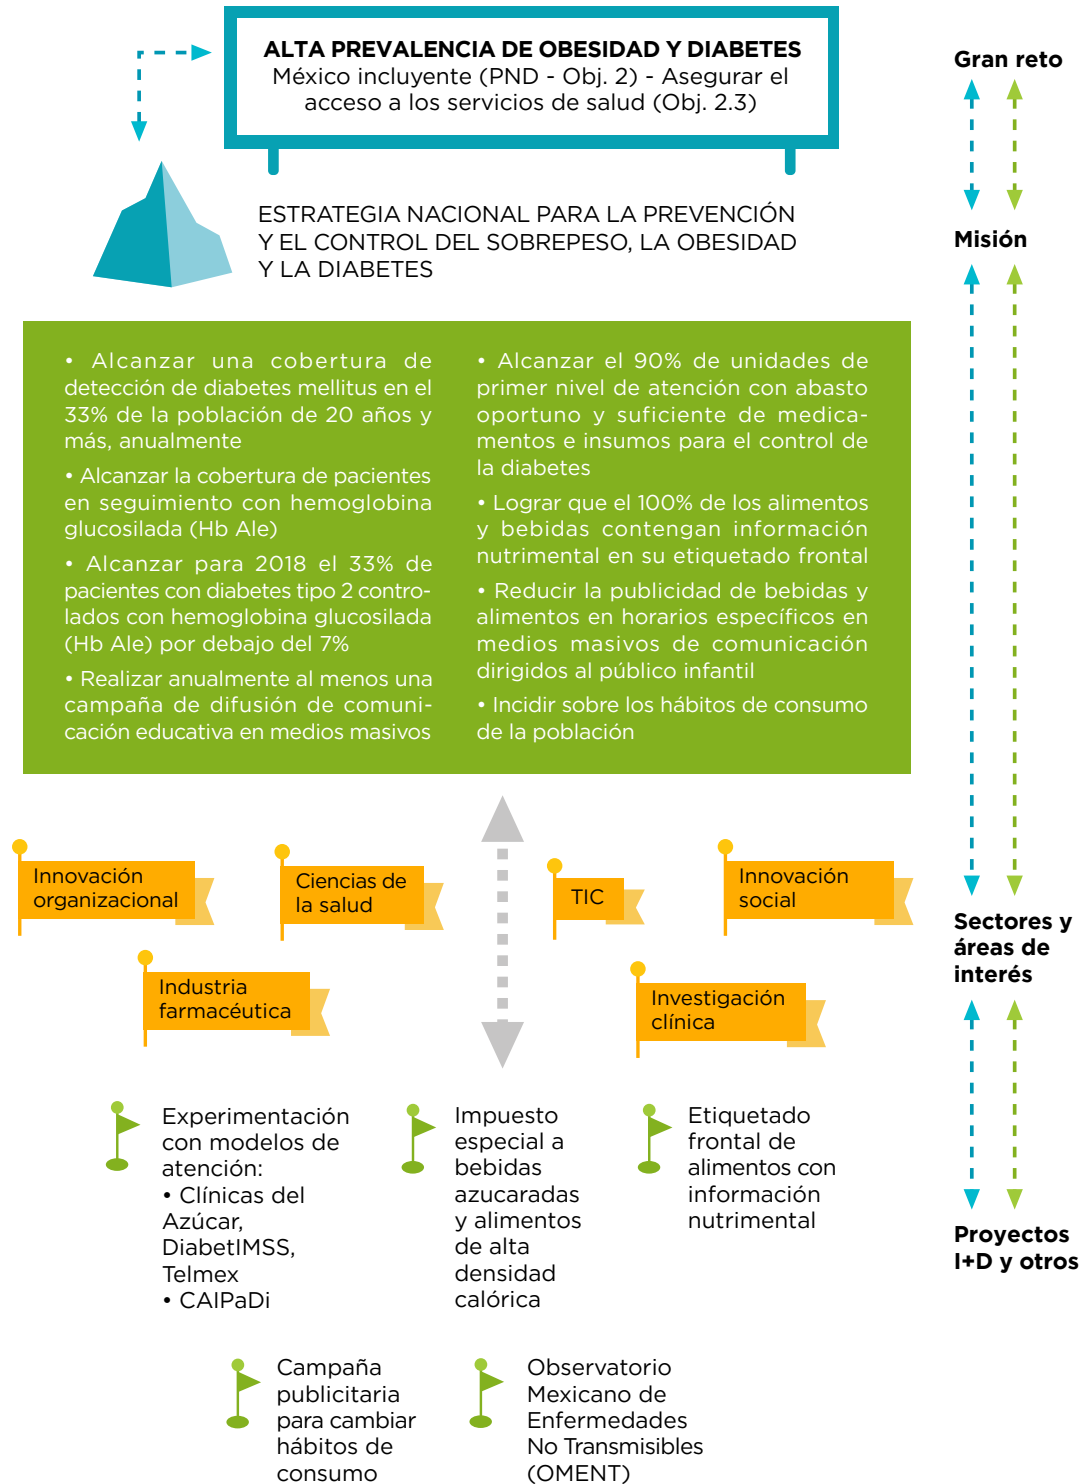 ALTA PREVALENCIA DE OBESIDAD Y DIABETES
México incluyente (PND - Obj. 2) - Asegurar el
acceso a los servicios de salud (Obj. 2.3)
Gran reto
ESTRATEGIA NACIONAL PARA LA PREVENCIÓN
Y EL CONTROL DEL SOBREPESO, LA OBESIDAD
Y LA DIABETES
Misión
• Alcanzar una cobertura de
detección de diabetes mellitus en el
33% de la población de 20 años y
más, anualmente
• Alcanzar la cobertura de pacientes
en seguimiento con hemoglobina
glucosilada (Hb Ale)
• Alcanzar para 2018 el 33% de
pacientes con diabetes tipo 2 contro-
lados con hemoglobina glucosilada
(Hb Ale) por debajo del 7%
• Realizar anualmente al menos una
campaña de difusión de comuni-
cación educativa en medios masivos
• Alcanzar el 90% de unidades de
primer nivel de atención con abasto
oportuno y suficiente de medica-
mentos e insumos para el control de
la diabetes
• Lograr que el 100% de los alimentos
y bebidas contengan información
nutrimental en su etiquetado frontal
• Reducir la publicidad de bebidas y
alimentos en horarios específicos en
medios masivos de comunicación
dirigidos al público infantil
• Incidir sobre los hábitos de consumo
de la población
Innovación
organizacional
Ciencias de
la salud
TIC
Innovación
social
Industria
farmacéutica
Investigación
clínica
Sectores y
áreas de
interés
Experimentación
con modelos de
atención:
• Clínicas del
Azúcar,
DiabetIMSS,
Telmex
• CAIPaDi
Impuesto
especial a
bebidas
azucaradas
y alimentos
de alta
densidad
calórica
Etiquetado
frontal de
alimentos con
información
nutrimental
Proyectos
I+D y otros
Campaña
publicitaria
para cambiar
hábitos de
consumo
Observatorio
Mexicano de
Enfermedades
No Transmisibles
(OMENT)